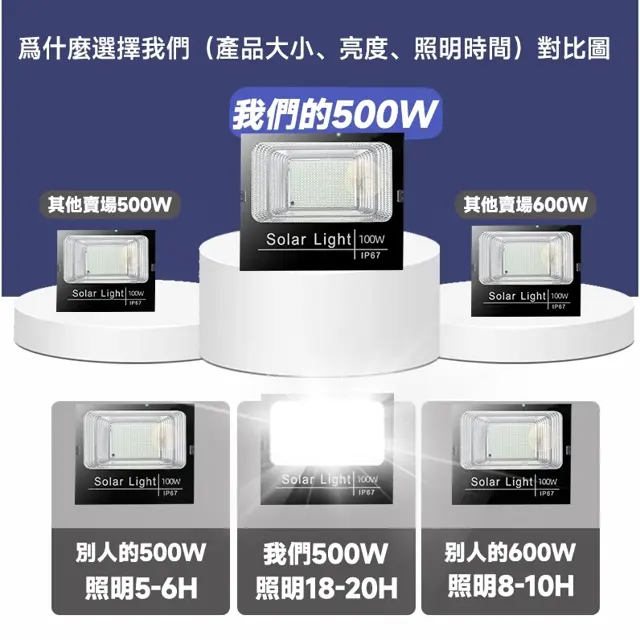 爲什麼選擇我們（產品大小、亮度、照明時間）對比圖
我們的500W
其他賣場500W
其他賣場600W
Solar Light 100W
IP67
Solar Light 100W
IP67
Solar Light 100W
IP67
Solar Light 100W
IP67
Solar Light 100W
IP67
Solar Light 100W
IP67
別人的500W
照明5-6H
我們500W
照明18-20H
别人的600W
照明8-10H